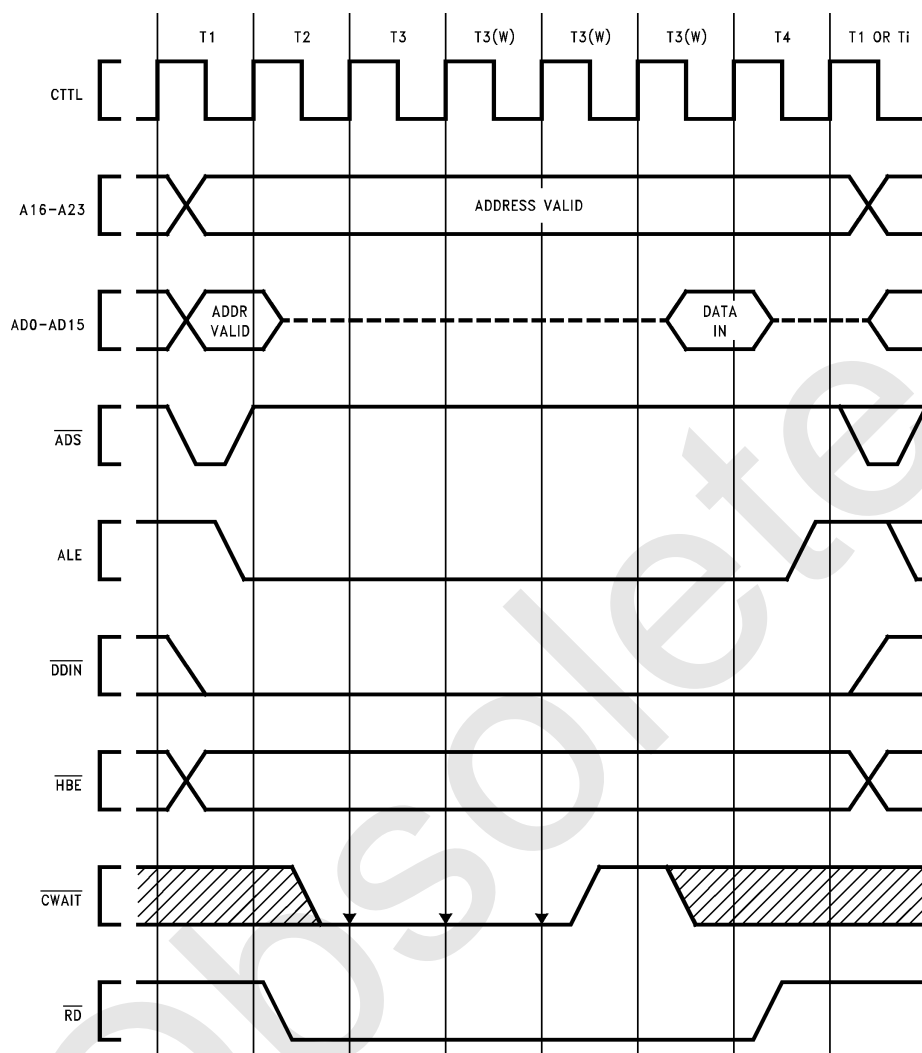 T1 T2 T3 T3(W) T3(W) T3(W) T4 T1 OR Ti
CTTL
A16-A23
ADDRESS VALID
AD0-AD15
ADDR
VALID
DATA
IN
ADS
ALE
DDIN
HBE
CWAIT
RD
Obsolete